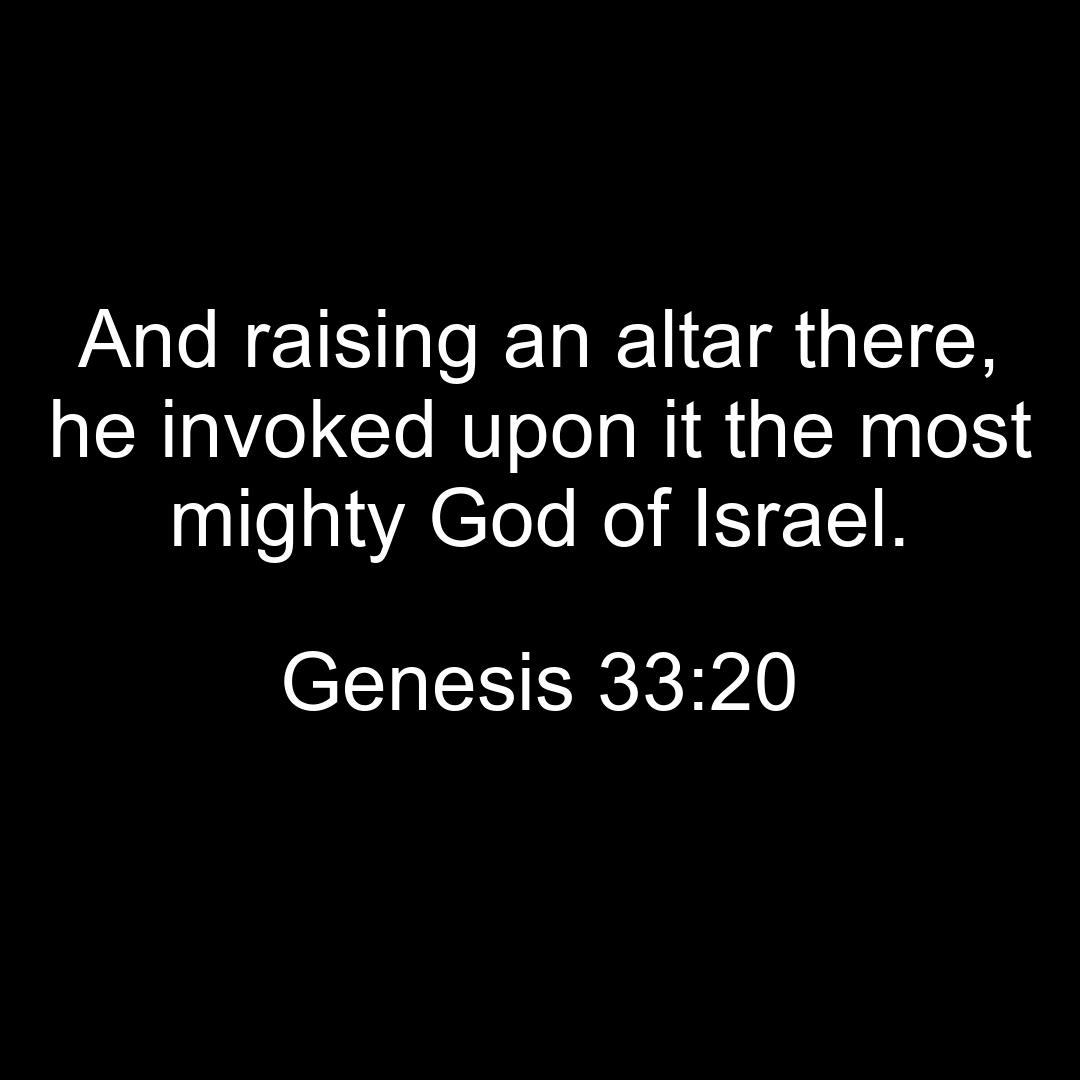 And raising an altar there,
he invoked upon it the most
mighty God of Israel.
Genesis 33:20